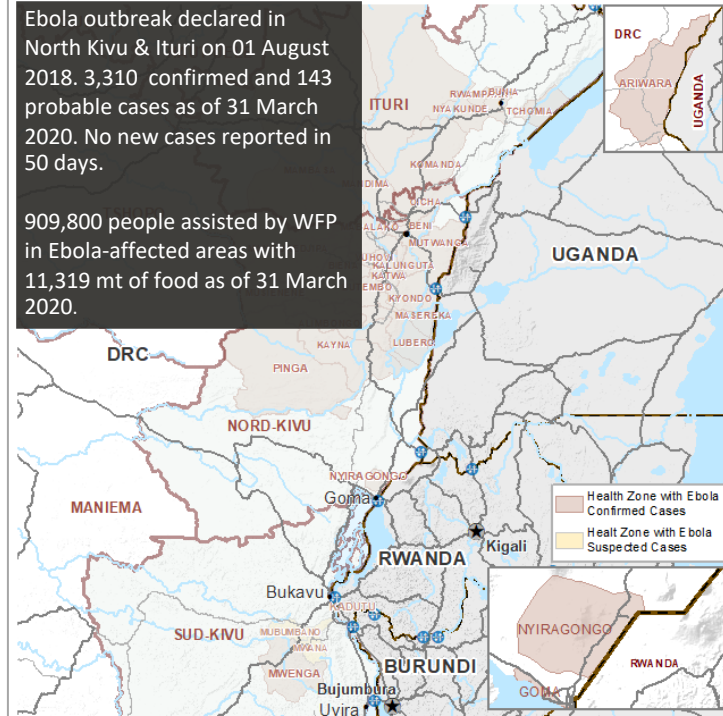 Ebola outbreak declared in
North Kivu & Ituri on 01 August
2018. 3,310 confirmed and 143
probable cases as of 31 March
2020. No new cases reported in
50 days.
909,800 people assisted by WFP
in Ebola-affected areas with
11,319 mt of food as of 31 March
2020.
DRC
ARIWARA
UGANDA
BUNIA
ITURI
NYAKUNDE
TCHOMIA
KOMANDA
OICHA
BENI
MUTWANGA
UGANDA
KALUNGUTA
KATWA
KYONDO
MASEREKA
KAYNA
LUBERO
DRC
PINGA
NORD-KIVU
NYIRAGONGO
MANIEMA
Goma
Health Zone with Ebola
Confirmed Cases
Healt Zone with Ebola
Suspected Cases
Kigali
RWANDA
Bukavu
KADUTU
SUD-KIVU
MUBUMBANO
MWENGA
BURUNDI
Bujumbura
Uvira
NYIRAGONGO
GOMA
RWANDA